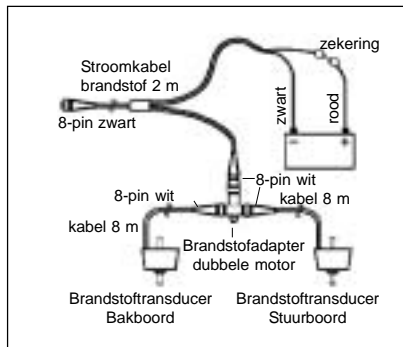 zekering
Stroomkabel
brandstof 2 m
8-pin zwart
zwart
rood
- +
8-pin wit
8-pin wit
kabel 8 m
kabel 8 m
Brandstofadapter
dubbele motor
Brandstoftransducer
Bakboord
Brandstoftransducer
Stuurboord